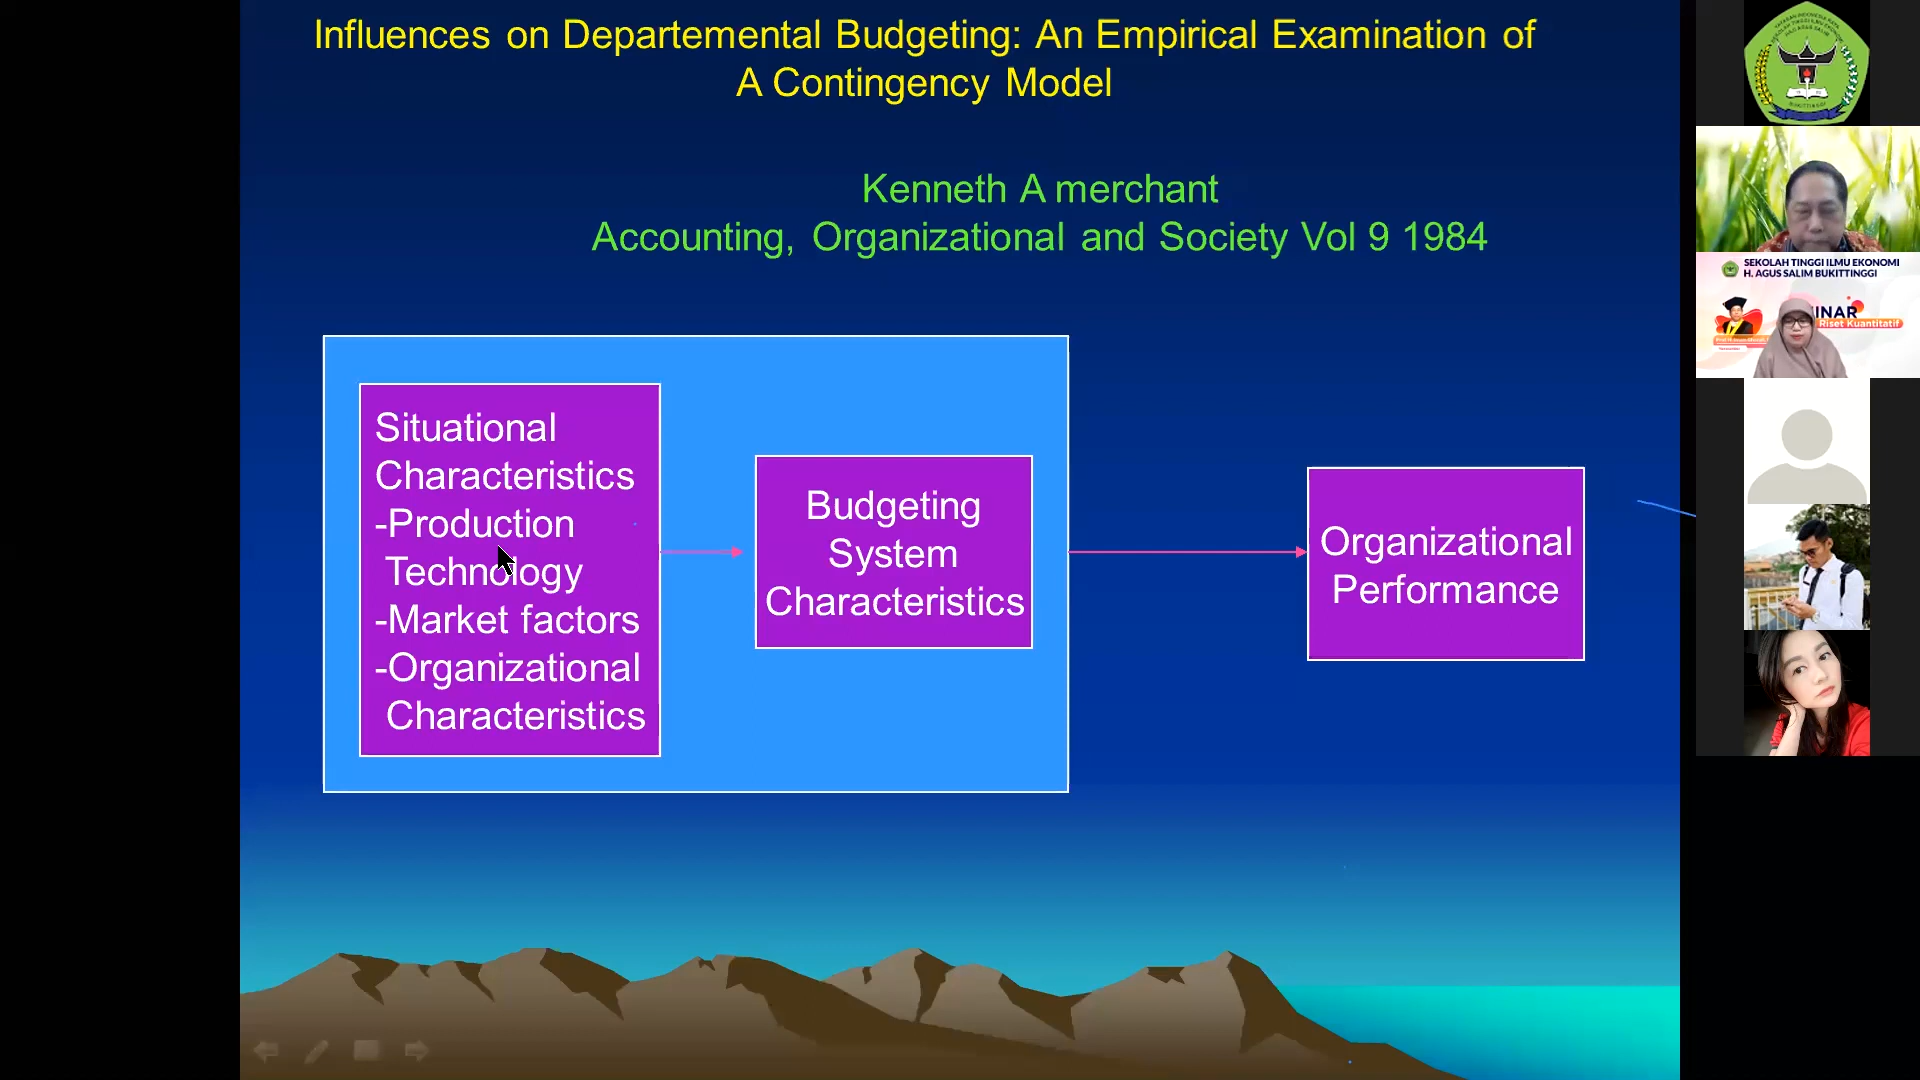 Influences on Departemental Budgeting: An Empirical Examination of
A Contingency Model
Kenneth A merchant
Accounting, Organizational and Society Vol 9 1984
Situational
Characteristics
-Production
Technology
-Market factors
-Organizational
Characteristics
Budgeting
System
Characteristics
Organizational
Performance
SEKOLAH TINGGI ILMU EKONOMI
H. AGUS SALIM BUKITTINGGI
INAR
Riset Kuantitatif
BUKITTINGGI